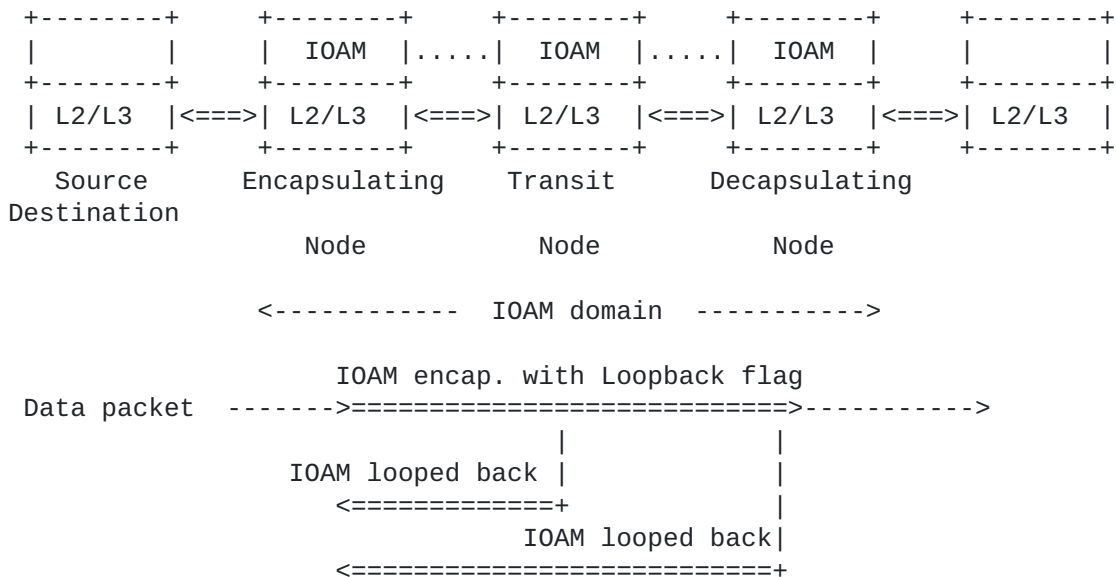 +--------+     +--------+     +--------+     +--------+     +--------+
|        |     |  IOAM  |.....|  IOAM  |.....|  IOAM  |     |        |
+--------+     +--------+     +--------+     +--------+     +--------+
| L2/L3  |<===>| L2/L3  |<===>| L2/L3  |<===>| L2/L3  |<===>| L2/L3  |
+--------+     +--------+     +--------+     +--------+     +--------+
Source      Encapsulating    Transit      Decapsulating
Destination
Node           Node           Node
<------------  IOAM domain  ----------->
IOAM encap. with Loopback flag
Data packet  ------->============================>----------->
|             |
IOAM looped back |             |
<=============+             |
IOAM looped back|
<===========================+